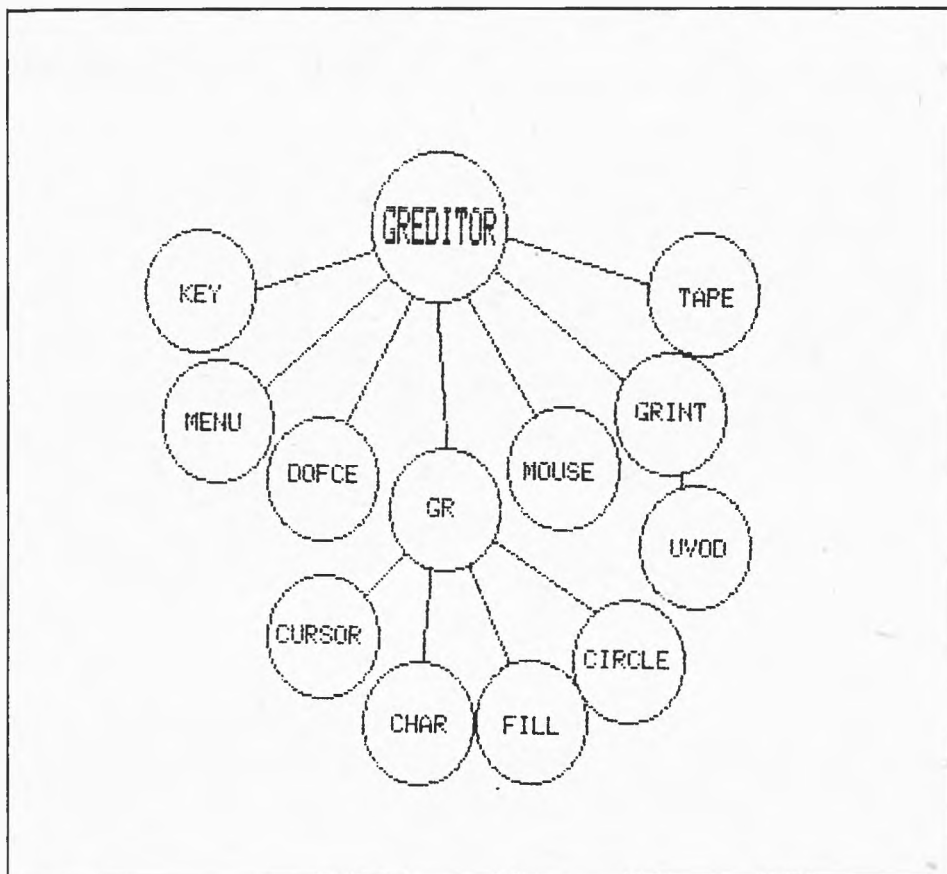 GREDITOR
KEY
TAPE
MENU
GRINT
DOFCE
MOUSE
GR
UVOD
CURSOR
CIRCLE
CHAR
FILL